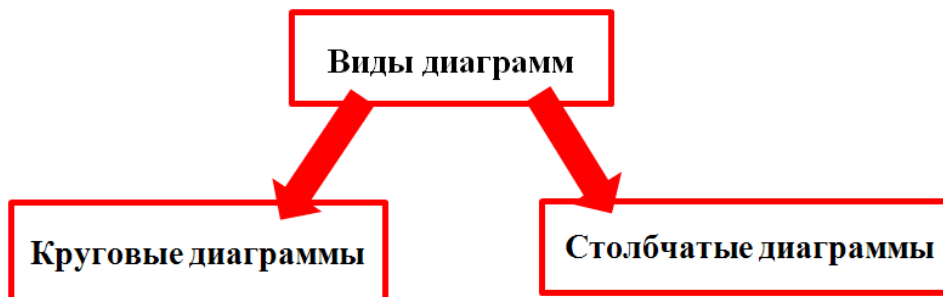 Виды диаграмм
Круговые диаграммы
Столбчатые диаграммы